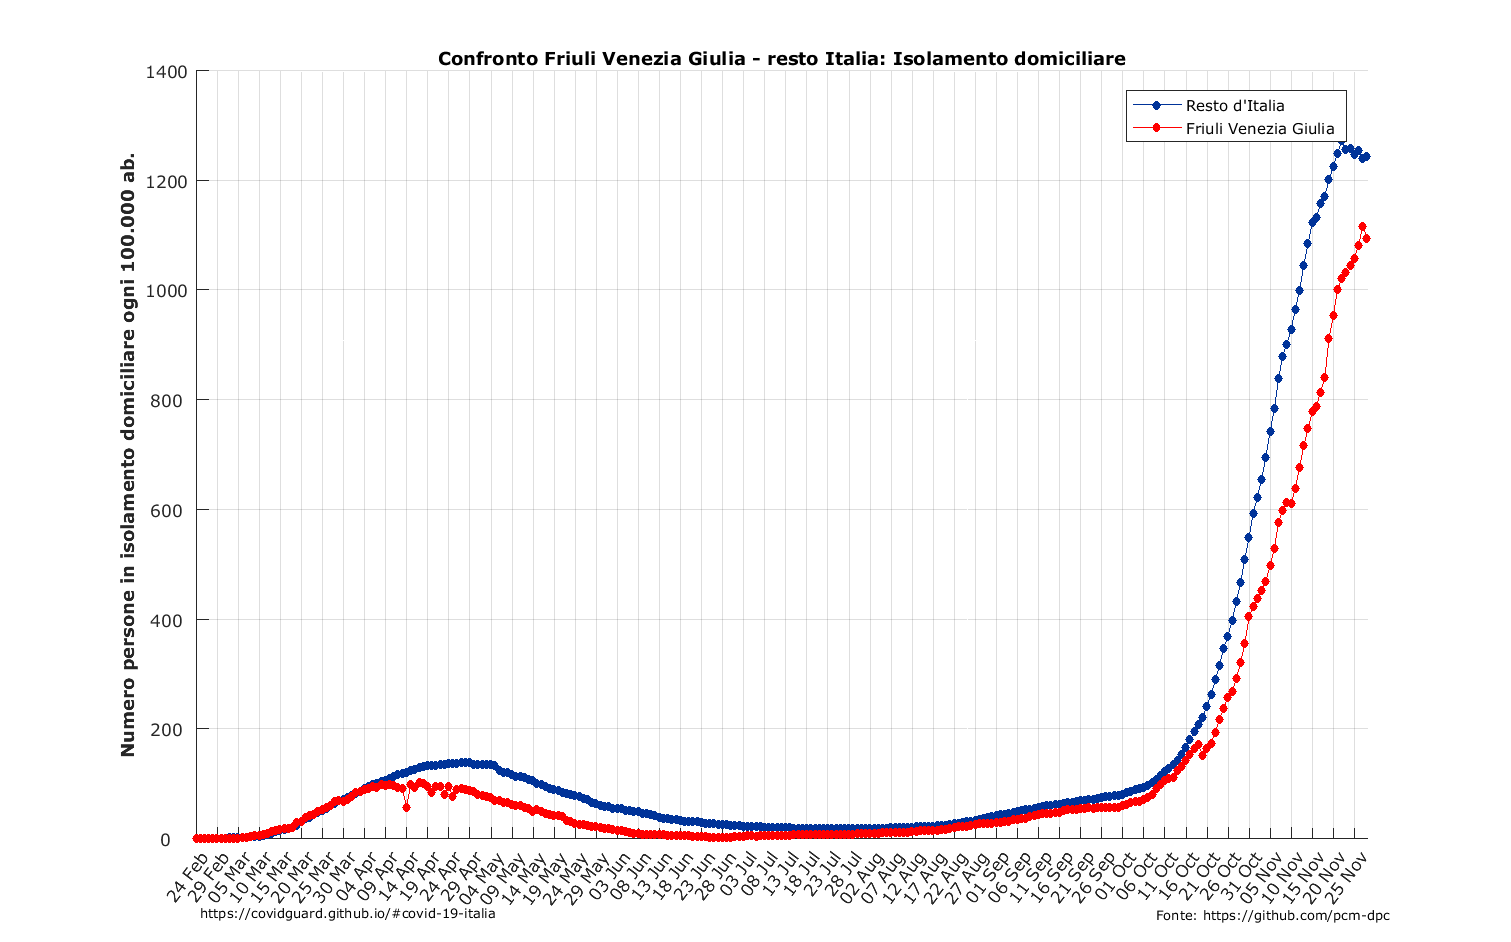 Confronto Friuli Venezia Giulia - resto Italia: Isolamento domiciliare
Resto d'Italia
Friuli Venezia Giulia
Numero persone in isolamento domiciliare ogni 100.000 ab.
1400
1200
1000
800
600
400
200
0
24 Feb
29 Feb
05 Mar
10 Mar
15 Mar
20 Mar
25 Mar
30 Mar
04 Apr
09 Apr
14 Apr
19 Apr
24 Apr
29 Apr
04 May
09 May
14 May
19 May
24 May
29 May
03 Jun
08 Jun
13 Jun
18 Jun
23 Jun
28 Jun
03 Jul
08 Jul
13 Jul
18 Jul
23 Jul
28 Jul
02 Aug
07 Aug
12 Aug
17 Aug
22 Aug
27 Aug
01 Sep
06 Sep
11 Sep
16 Sep
21 Sep
26 Sep
01 Oct
06 Oct
11 Oct
16 Oct
21 Oct
26 Oct
31 Oct
05 Nov
10 Nov
15 Nov
20 Nov
25 Nov
https://covidguard.github.io/#covid-19-italia
Fonte: https://github.com/pcm-dpc